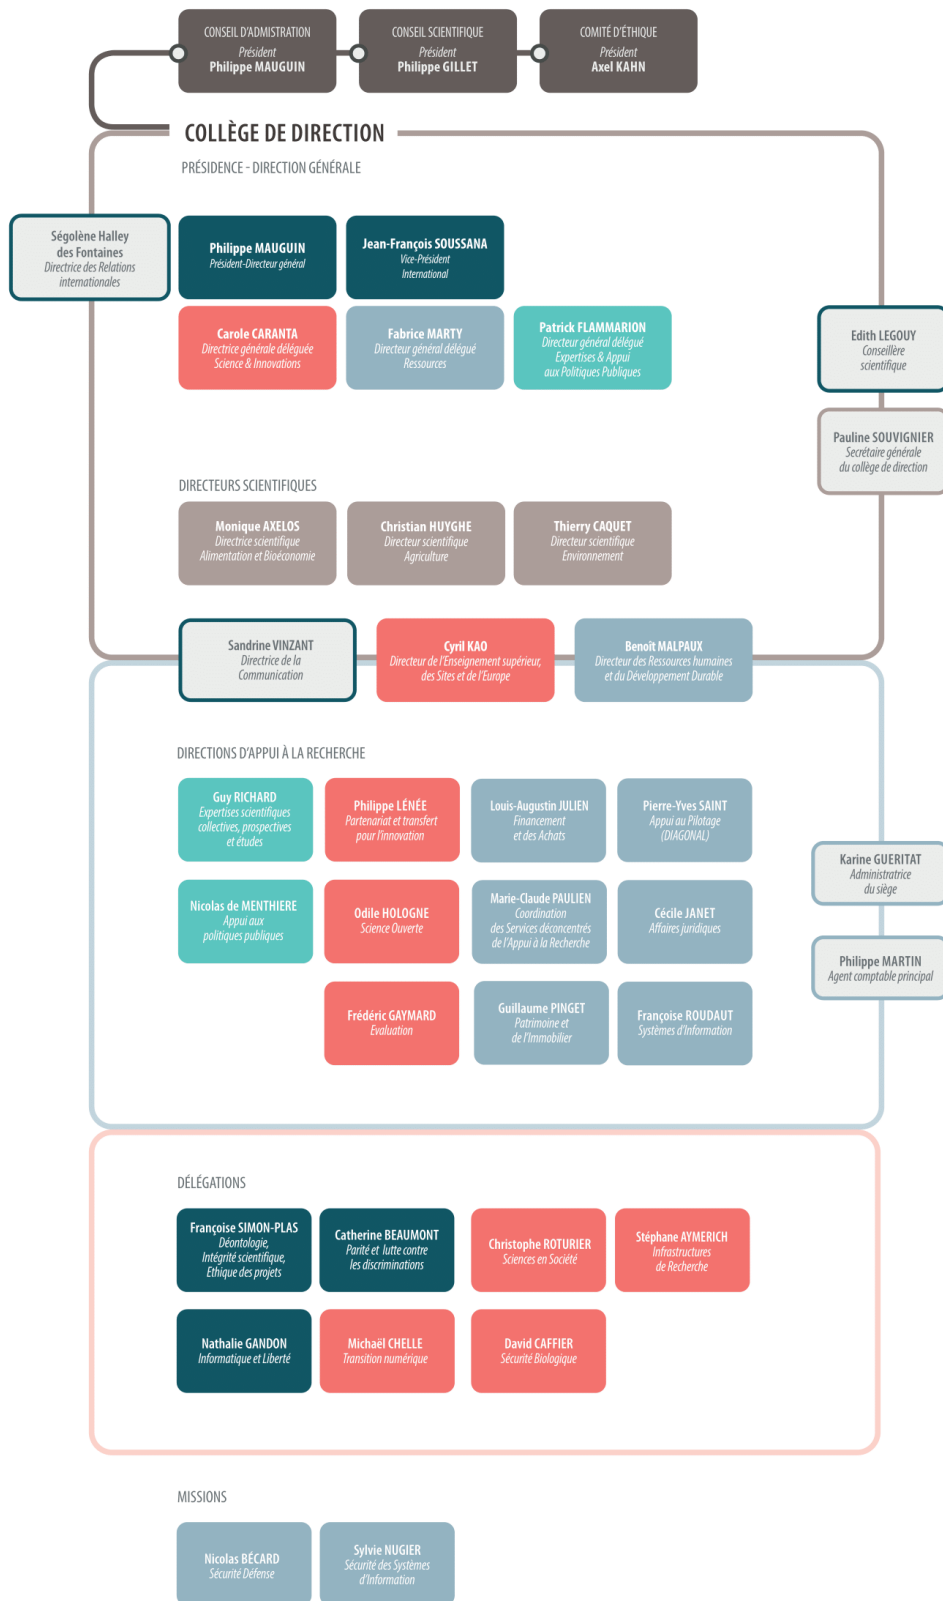 CONSEIL D'ADMISTRATION
Président
Philippe MAUGUIN
CONSEIL SCIENTIFIQUE
Président
Philippe GILLET
COMITÉ D'ÉTHIQUE
Président
Axel KAHN
COLLÈGE DE DIRECTION
PRÉSIDENCE - DIRECTION GÉNÉRALE
Ségolène Halley
des Fontaines
Directrice des Relations
internationales
Philippe MAUGUIN
Président-Directeur général
Jean-François SOUSSANA
Vice-Président
International
Carole CARANTA
Directrice générale déléguée
Science & Innovations
Fabrice MARTY
Directeur général délégué
Ressources
Patrick FLAMMARION
Directeur général délégué
Expertises & Appui
aux Politiques Publiques
Edith LEGOUY
Conseillère
scientifique
Pauline SOUVIGNIER
Secrétaire générale
du collège de direction
DIRECTEURS SCIENTIFIQUES
Monique AXELOS
Directrice scientifique
Alimentation et Bioéconomie
Christian HUYGHE
Directeur scientifique
Agriculture
Thierry CAQUET
Directeur scientifique
Environnement
Sandrine VINZANT
Directrice de la
Communication
Cyril KAO
Directeur de l'Enseignement supérieur,
des Sites et de l'Europe
Benoît MALPAUX
Directeur des Ressources humaines
et du Développement Durable
DIRECTIONS D'APPUI À LA RECHERCHE
Guy RICHARD
Expertises scientifiques
collectives, prospectives
et études
Philippe LÉNÉE
Partenariat et transfert
pour l'innovation
Louis-Augustin JULIEN
Financement
et des Achats
Pierre-Yves SAINT
Appui au Pilotage
(DIAGONAL)
Karine GUERITAT
Administratrice
du siège
Nicolas de MENTHIERE
Appui aux
politiques publiques
Odile HOLOGNE
Science Ouverte
Marie-Claude PAULIEN
Coordination
des Services déconcentrés
de l'Appui à la Recherche
Cécile JANET
Affaires juridiques
Philippe MARTIN
Agent comptable principal
Frédéric GAYMARD
Evaluation
Guillaume PINGET
Patrimoine et
de l'Immobilier
Françoise ROUDAUT
Systèmes d'Information
DÉLÉGATIONS
Françoise SIMON-PLAS
Déontologie,
Intégrité scientifique,
Ethique des projets
Catherine BEAUMONT
Parité et lutte contre
les discriminations
Christophe ROTURIER
Sciences en Société
Stéphane AYMERICH
Infrastructures
de Recherche
Nathalie GANDON
Informatique et Liberté
Michaël CHELLE
Transition numérique
David CAFFIER
Sécurité Biologique
MISSIONS
Nicolas BÉCARD
Sécurité Défense
Sylvie NUGIER
Sécurité des Systèmes
d'Information